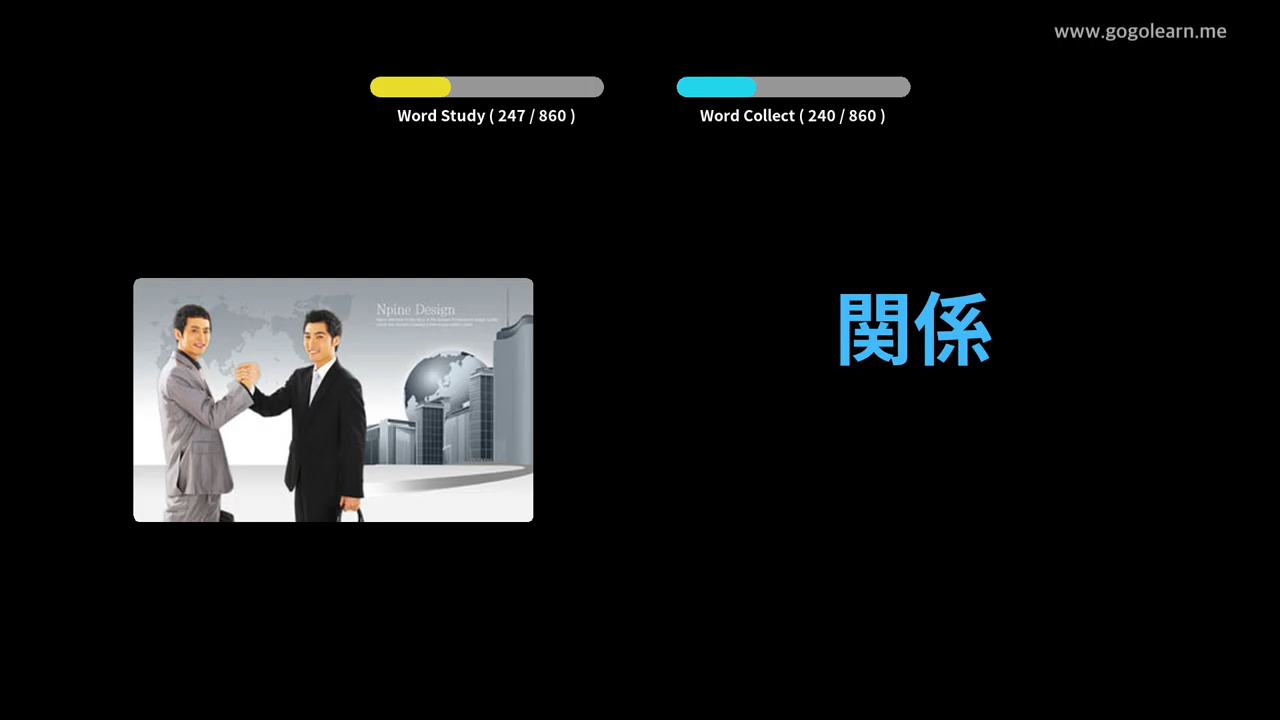 www.gogolearn.me
Word Study ( 247 / 860 )
Word Collect ( 240 / 860 )
Npine Design
関係